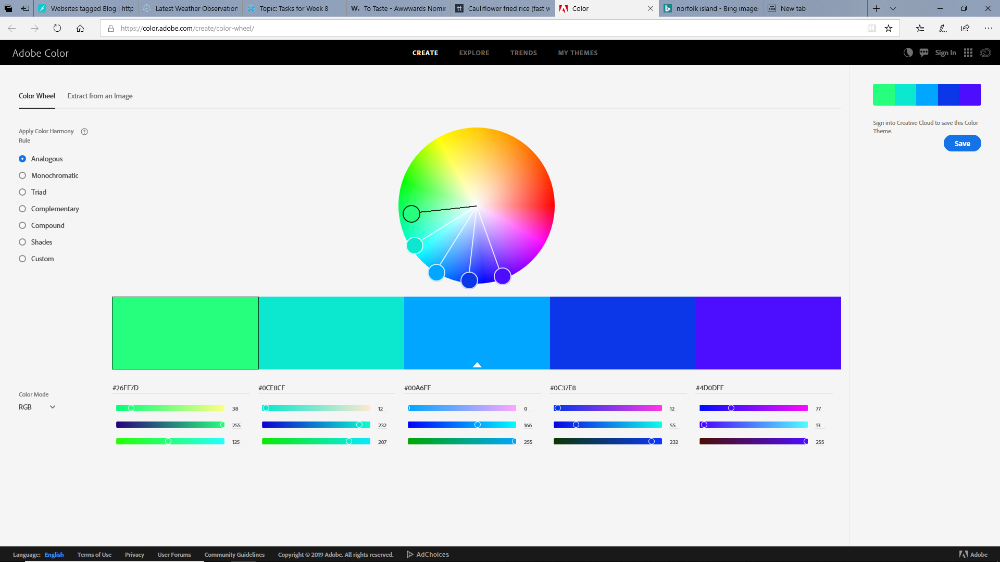 Websites tagged Blog | http
Latest Weather Observation
Topic: Tasks for Week 8
W. To Taste - Awwwards Nomin
tt Cauliflower fried rice (fast ve
Color
norfolk island - Bing images
New tab
https://color.adobe.com/create/color-wheel/
Adobe Color
CREATE EXPLORE TRENDS MY THEMES
Sign In
Color Wheel Extract from an Image
Apply Color Harmony ?
Rule
Analogous
Monochromatic
Triad
Complementary
Compound
Shades
Custom
Sign into Creative Cloud to save this Color
Theme.
Save
Color Mode
RGB
#26FF7D #0CE8CF #00A6FF #0C37E8 #4D0DFF
38 12 0 12 77
255 232 166 55 13
125 207 255 232 255
Language: English Terms of Use Privacy User Forums Community Guidelines Copyright © 2019 Adobe. All rights reserved. AdChoices Adobe